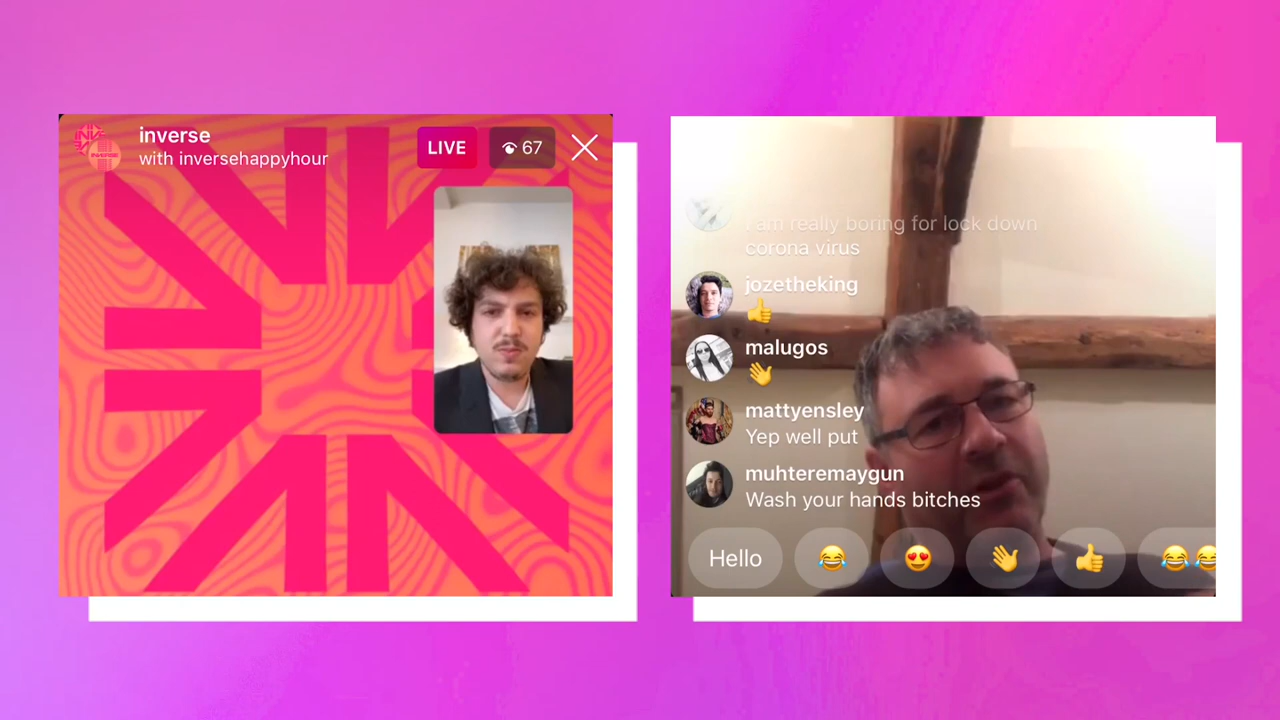 inverse
with inversehappyhour
LIVE
67
I am really boring for lock down
corona virus
jozetheking
👍
malugos
👋
mattyensley
Yep well put
muhteremaygun
Wash your hands bitches
Hello
😂
😍
👋
👍
😂😂